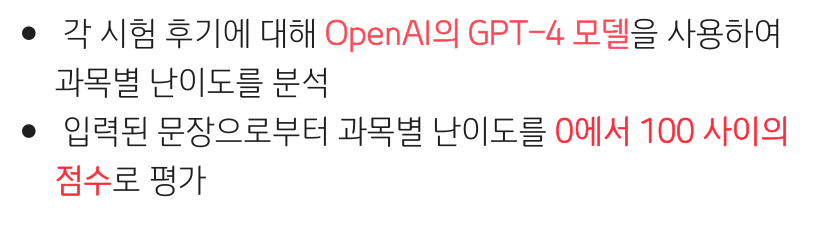 ● 각 시험 후기에 대해 OpenAI의 GPT-4 모델을 사용하여
과목별 난이도를 분석
● 입력된 문장으로부터 과목별 난이도를 0에서 100 사이의
점수로 평가